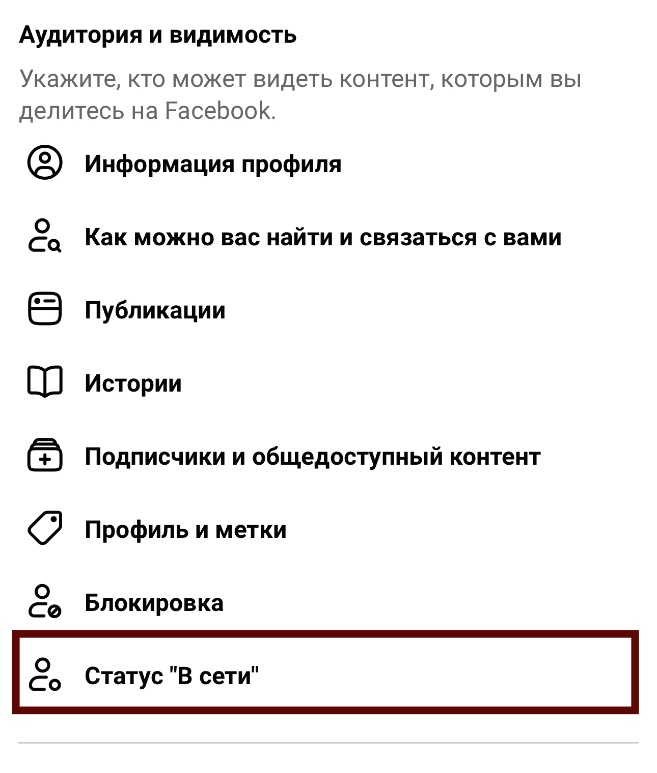 Аудитория и видимость
Укажите, кто может видеть контент, которым вы
делитесь на Facebook.
Информация профиля
Как можно вас найти и связаться с вами
Публикации
Истории
Подписчики и общедоступный контент
Профиль и метки
Блокировка
Статус "В сети"